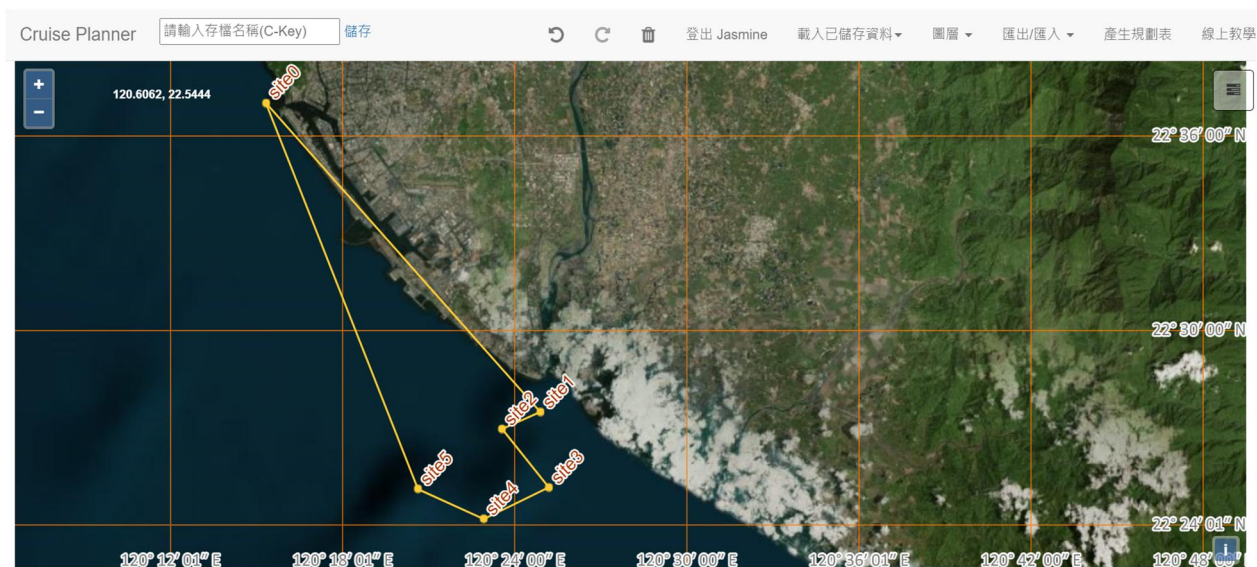 Cruise Planner 請輸入存檔名稱(C-Key) 儲存 登出 Jasmine 載入已儲存資料 圖層 匯出/匯入 產生規劃表 線上教學
+
120.6062, 22.5444
−
site0
22° 36' 00" N
22° 30' 00" N
site1
site2
site3
site5
site4
22° 24' 01" N
120° 12' 01" E 120° 18' 01" E 120° 24' 00" E 120° 30' 00" E 120° 36' 01" E 120° 42' 00" E 120° 48'
i